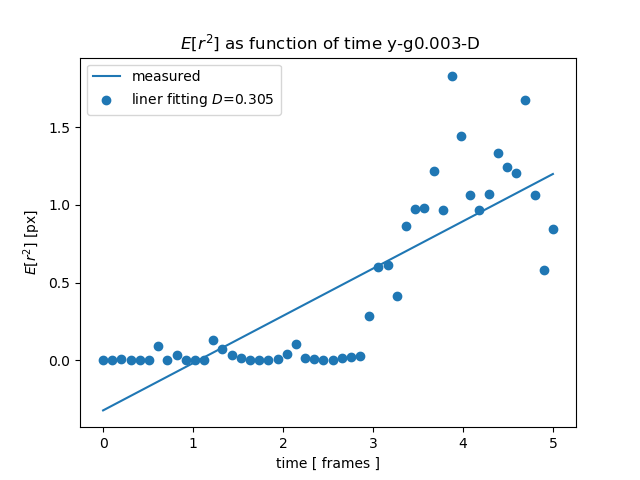 E[r²] as function of time y-g0.003-D
measured
liner fitting D=0.305
E[r²] [px]
1.5
1.0
0.5
0.0
0 1 2 3 4 5
time [ frames ]